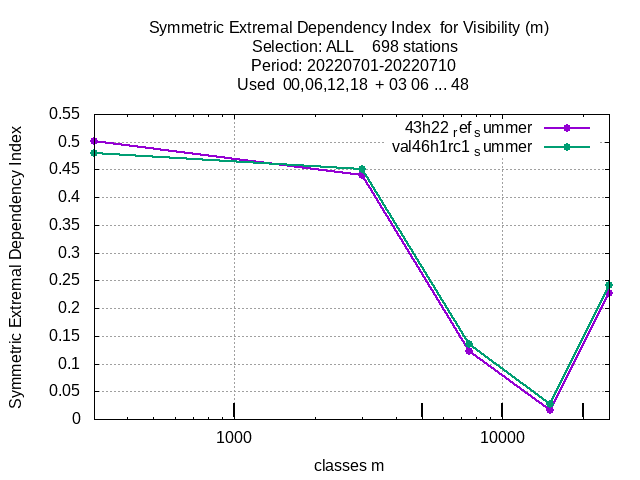 Symmetric Extremal Dependency Index for Visibility (m)
Selection: ALL 698 stations
Period: 20220701-20220710
Used 00,06,12,18 + 03 06 ... 48
Symmetric Extremal Dependency Index
0.55
0.5
0.45
0.4
0.35
0.3
0.25
0.2
0.15
0.1
0.05
0
43h22 ref summer
val46h1rc1 summer
1000
10000
classes m